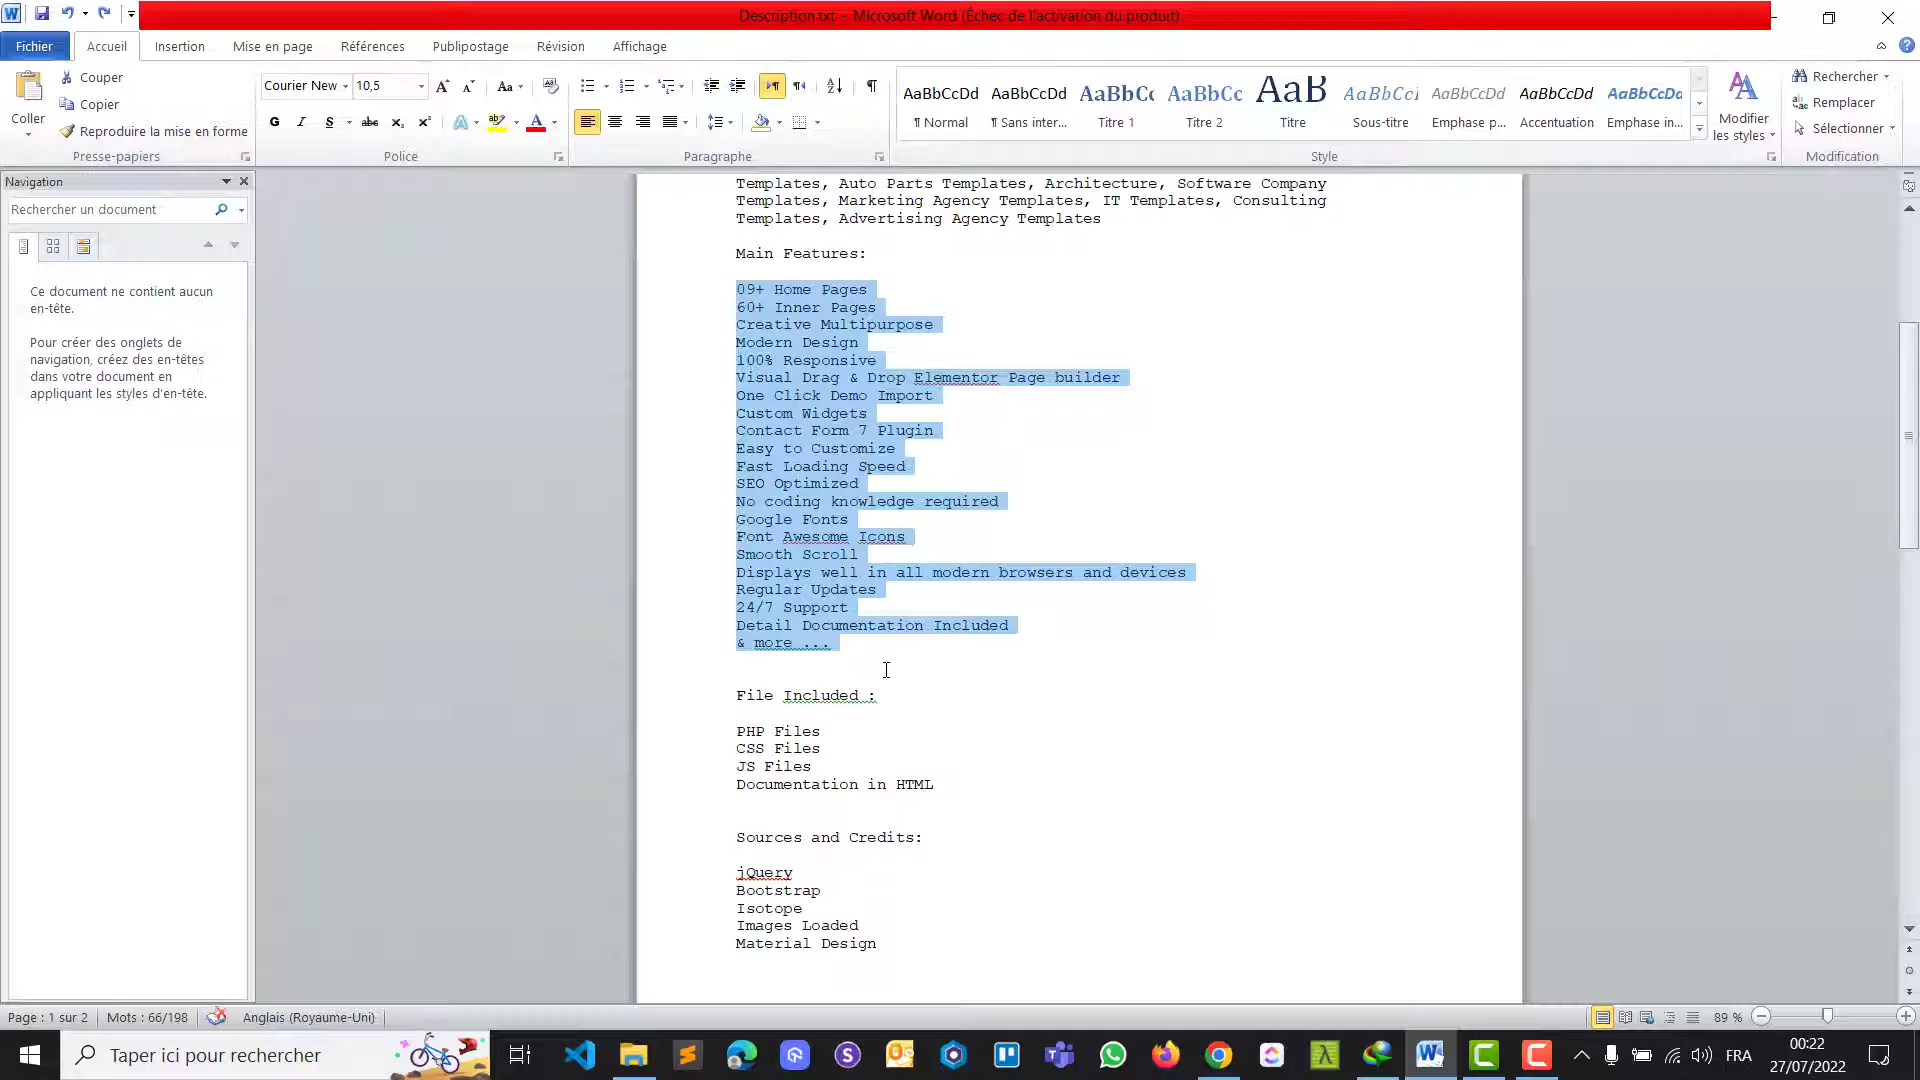 Description.txt - Microsoft Word (Échec de l'activation du produit)
Fichier
Accueil
Insertion
Mise en page
Références
Publipostage
Révision
Affichage
Coller
Couper
Copier
Reproduire la mise en forme
Presse-papiers
Courier New
10,5
Aa
G
I
S
abc
X₂
X²
A
Police
Paragraphe
AaBbCcDd
¶ Normal
AaBbCcDd
¶ Sans inter...
AaBbCc
Titre 1
AaBbCc
Titre 2
AaB
Titre
AaBbCcI
Sous-titre
AaBbCcDd
Emphase p...
AaBbCcDd
Accentuation
AaBbCcDd
Emphase in...
Style
Modifier
les styles
Rechercher
Remplacer
Sélectionner
Modification
Navigation
Rechercher un document
Ce document ne contient aucun
en-tête.
Pour créer des onglets de
navigation, créez des en-têtes
dans votre document en
appliquant les styles d'en-tête.
Templates, Auto Parts Templates, Architecture, Software Company
Templates, Marketing Agency Templates, IT Templates, Consulting
Templates, Advertising Agency Templates
Main Features:
09+ Home Pages
60+ Inner Pages
Creative Multipurpose
Modern Design
100% Responsive
Visual Drag & Drop Elementor Page builder
One Click Demo Import
Custom Widgets
Contact Form 7 Plugin
Easy to Customize
Fast Loading Speed
SEO Optimized
No coding knowledge required
Google Fonts
Font Awesome Icons
Smooth Scroll
Displays well in all modern browsers and devices
Regular Updates
24/7 Support
Detail Documentation Included
& more ...
File Included :
PHP Files
CSS Files
JS Files
Documentation in HTML
Sources and Credits:
jQuery
Bootstrap
Isotope
Images Loaded
Material Design
Page : 1 sur 2
Mots : 66/198
Anglais (Royaume-Uni)
89 %
Taper ici pour rechercher
FRA
00:22
27/07/2022